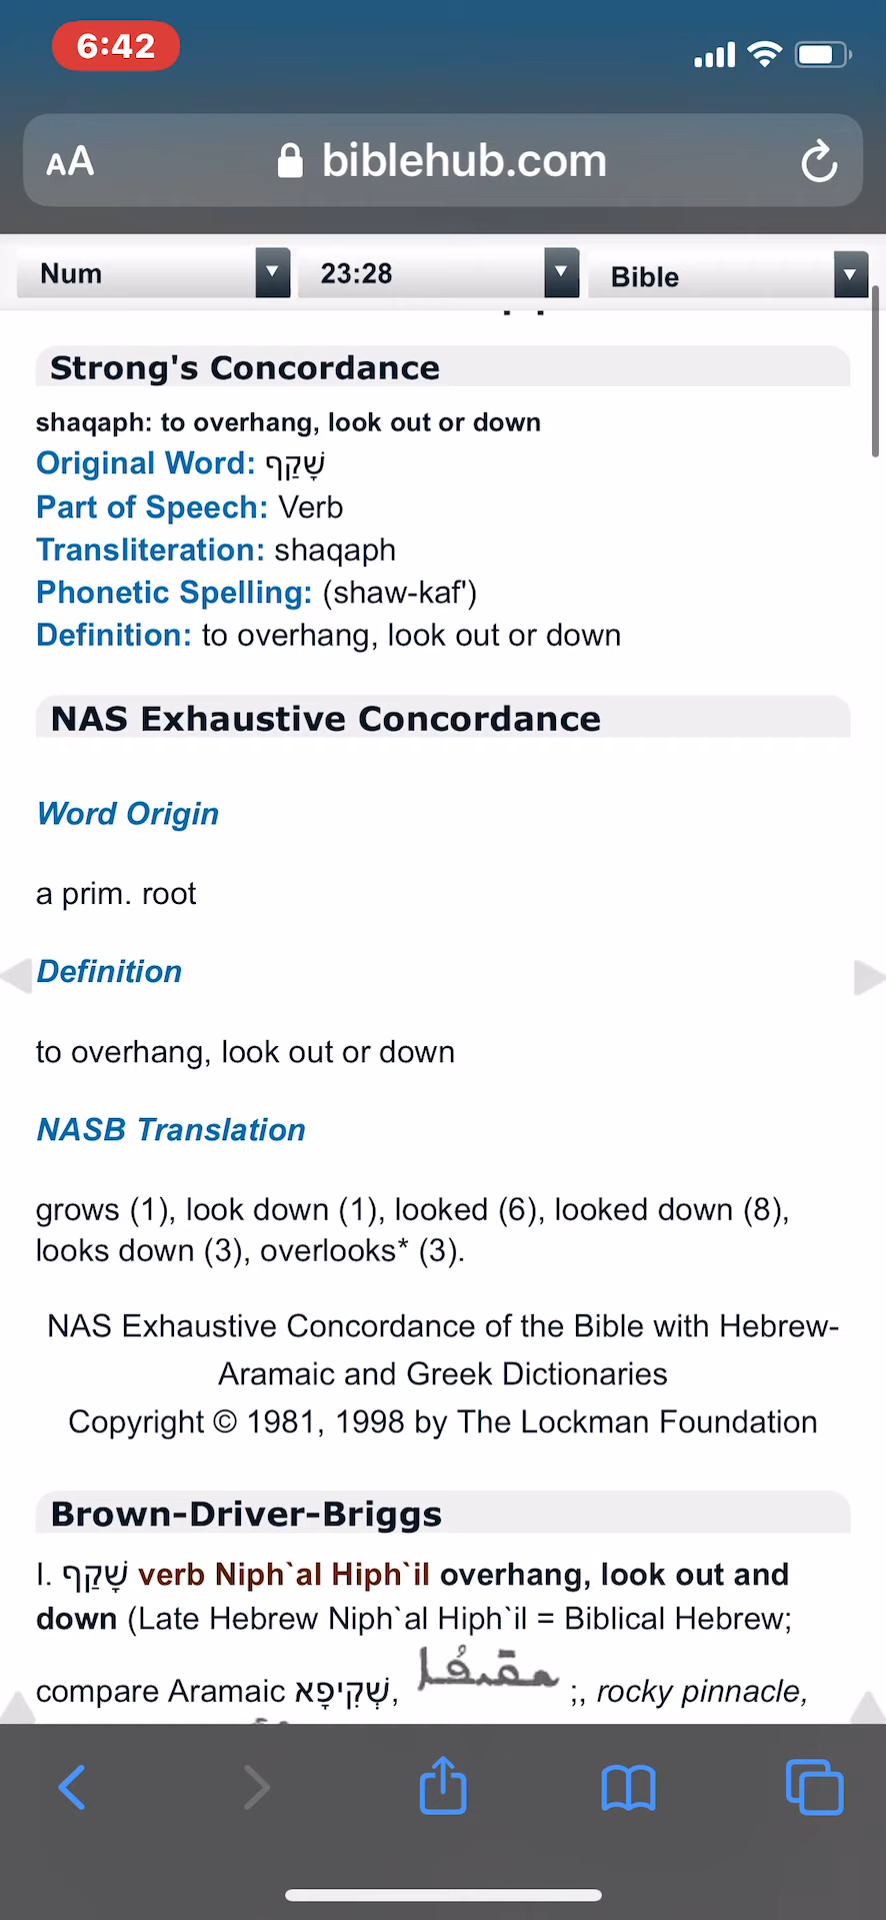 6:42
AA biblehub.com
Num 23:28 Bible
Strong's Concordance
shaqaph: to overhang, look out or down
Original Word: שָׁקַף
Part of Speech: Verb
Transliteration: shaqaph
Phonetic Spelling: (shaw-kaf')
Definition: to overhang, look out or down
NAS Exhaustive Concordance
Word Origin
a prim. root
Definition
to overhang, look out or down
NASB Translation
grows (1), look down (1), looked (6), looked down (8),
looks down (3), overlooks* (3).
NAS Exhaustive Concordance of the Bible with Hebrew-
Aramaic and Greek Dictionaries
Copyright © 1981, 1998 by The Lockman Foundation
Brown-Driver-Briggs
I. שָׁקַף verb Niph`al Hiph`il overhang, look out and
down (Late Hebrew Niph`al Hiph`il = Biblical Hebrew;
compare Aramaic שְׁקִיפָא, ;, rocky pinnacle,